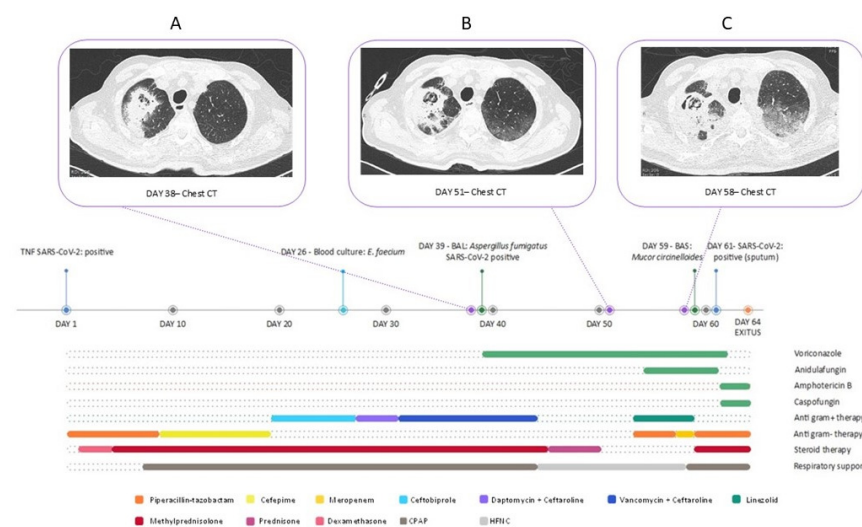 A
B
C
DAY 38– Chest CT
DAY 51– Chest CT
DAY 58– Chest CT
TNF SARS-CoV-2: positive
DAY 26 - Blood culture: E. faecium
DAY 39 - BAL: Aspergillus fumigatus
SARS-CoV-2 positive
DAY 59 - BAS:
Mucor circinelloides
DAY 61- SARS-CoV-2:
positive (sputum)
DAY 1
DAY 10
DAY 20
DAY 30
DAY 40
DAY 50
DAY 60
DAY 64
EXITUS
Voriconazole
Anidulafungin
Amphotericin B
Caspofungin
Anti gram+ therapy
Anti gram- therapy
Steroid therapy
Respiratory support
Piperacillin-tazobactam
Cefepime
Meropenem
Ceftobiprole
Daptomycin + Ceftaroline
Vancomycin + Ceftaroline
Linezolid
Methylprednisolone
Prednisone
Dexamethasone
CPAP
HFNC